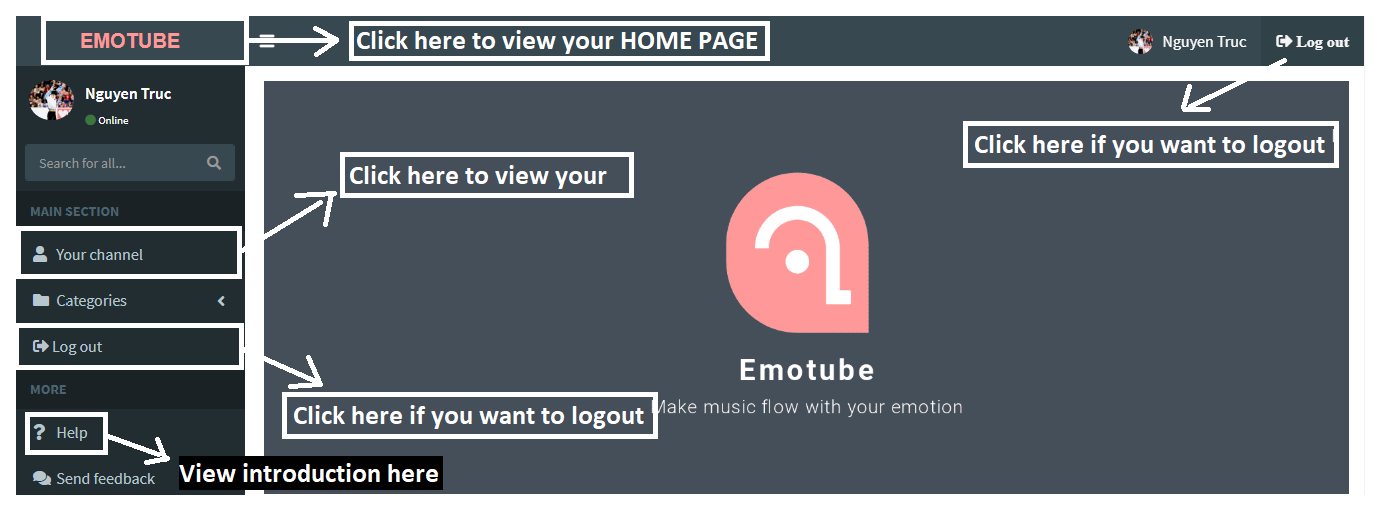 EMOTUBE
Click here to view your HOME PAGE
Nguyen Truc
Log out
Nguyen Truc
Online
Click here if you want to logout
Search for all...
Click here to view your
MAIN SECTION
Your channel
Categories
Log out
Emotube
MORE
Click here if you want to logout
Make music flow with your emotion
Help
View introduction here
Send feedback